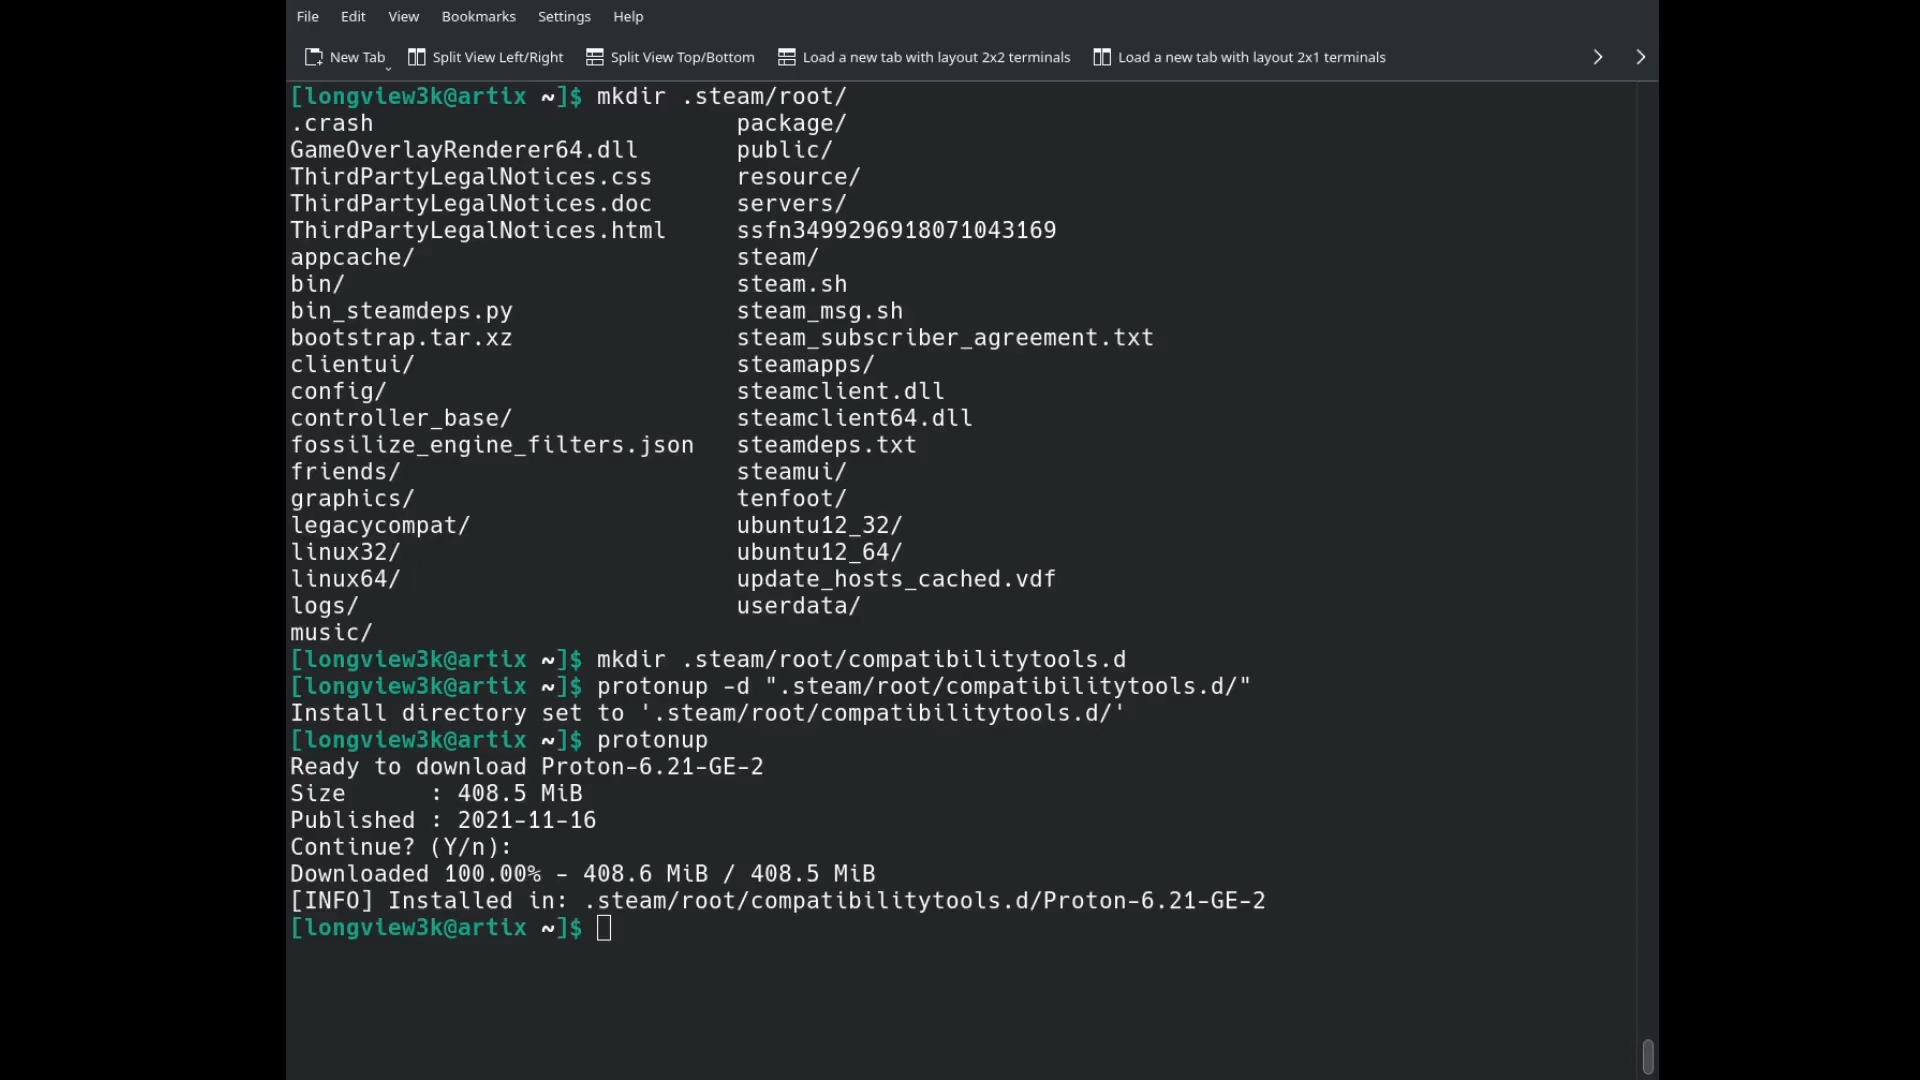 File Edit View Bookmarks Settings Help
New Tab Split View Left/Right Split View Top/Bottom Load a new tab with layout 2x2 terminals Load a new tab with layout 2x1 terminals
[longview3k@artix ~]$ mkdir .steam/root/
.crash package/
GameOverlayRenderer64.dll public/
ThirdPartyLegalNotices.css resource/
ThirdPartyLegalNotices.doc servers/
ThirdPartyLegalNotices.html ssfn3499296918071043169
appcache/ steam/
bin/ steam.sh
bin_steamdeps.py steam_msg.sh
bootstrap.tar.xz steam_subscriber_agreement.txt
clientui/ steamapps/
config/ steamclient.dll
controller_base/ steamclient64.dll
fossilize_engine_filters.json steamdeps.txt
friends/ steamui/
graphics/ tenfoot/
legacycompat/ ubuntu12_32/
linux32/ ubuntu12_64/
linux64/ update_hosts_cached.vdf
logs/ userdata/
music/
[longview3k@artix ~]$ mkdir .steam/root/compatibilitytools.d
[longview3k@artix ~]$ protonup -d ".steam/root/compatibilitytools.d/"
Install directory set to '.steam/root/compatibilitytools.d/'
[longview3k@artix ~]$ protonup
Ready to download Proton-6.21-GE-2
Size : 408.5 MiB
Published : 2021-11-16
Continue? (Y/n):
Downloaded 100.00% - 408.6 MiB / 408.5 MiB
[INFO] Installed in: .steam/root/compatibilitytools.d/Proton-6.21-GE-2
[longview3k@artix ~]$